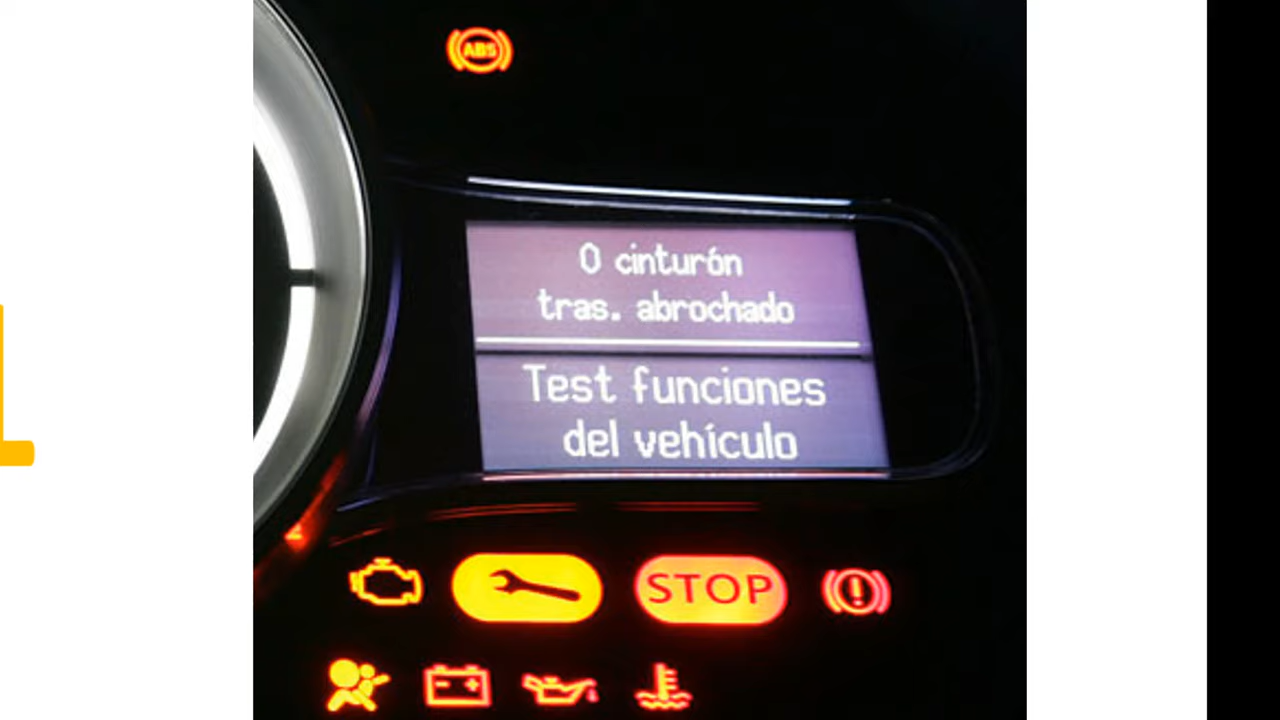 ABS
0 cinturón
tras. abrochado
Test funciones
del vehículo
STOP